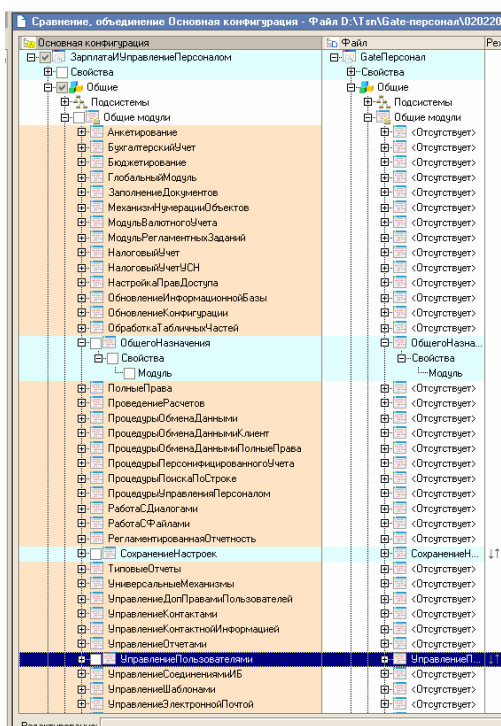 Сравнение, объединение Основная конфигурация - Файл D:\Tsn\Gate-персонал\020220
Основная конфигурация Файл Реж
ЗарплатаИУправлениеПерсоналом GateПерсонал
Свойства Свойства
Общие Общие
Подсистемы Подсистемы
Общие модули Общие модули
Анкетирование <Отсутствует>
БухгалтерскийУчет <Отсутствует>
Бюджетирование <Отсутствует>
ГлобальныйМодуль <Отсутствует>
ЗаполнениеДокументов <Отсутствует>
МеханизмНумерацииОбъектов <Отсутствует>
МодульВалютногоУчета <Отсутствует>
МодульРегламентныхЗаданий <Отсутствует>
НалоговыйУчет <Отсутствует>
НалоговыйУчетУСН <Отсутствует>
НастройкаПравДоступа <Отсутствует>
ОбновлениеИнформационнойБазы <Отсутствует>
ОбновлениеКонфигурации <Отсутствует>
ОбработкаТабличныхЧастей <Отсутствует>
ОбщегоНазначения ОбщегоНазна...
Свойства Свойства
Модуль Модуль
ПолныеПрава <Отсутствует>
ПроведениеРасчетов <Отсутствует>
ПроцедурыОбменаДанными <Отсутствует>
ПроцедурыОбменаДаннымиКлиент <Отсутствует>
ПроцедурыОбменаДаннымиПолныеПрава <Отсутствует>
ПроцедурыПерсонифицированногоУчета <Отсутствует>
ПроцедурыПоискаПоСтроке <Отсутствует>
ПроцедурыУправленияПерсоналом <Отсутствует>
РаботаСДиалогами <Отсутствует>
РаботаСФайлами <Отсутствует>
РегламентированнаяОтчетность <Отсутствует>
СохранениеНастроек СохранениеН...
ТиповыеОтчеты <Отсутствует>
УниверсальныеМеханизмы <Отсутствует>
УправлениеДопПравамиПользователей <Отсутствует>
УправлениеКонтактами <Отсутствует>
УправлениеКонтактнойИнформацией <Отсутствует>
УправлениеОтчетами <Отсутствует>
УправлениеПользователями УправлениеП...
УправлениеСоединениямиИБ <Отсутствует>
УправлениеШаблонами <Отсутствует>
УправлениеЭлектроннойПочтой <Отсутствует>
Редактирование: